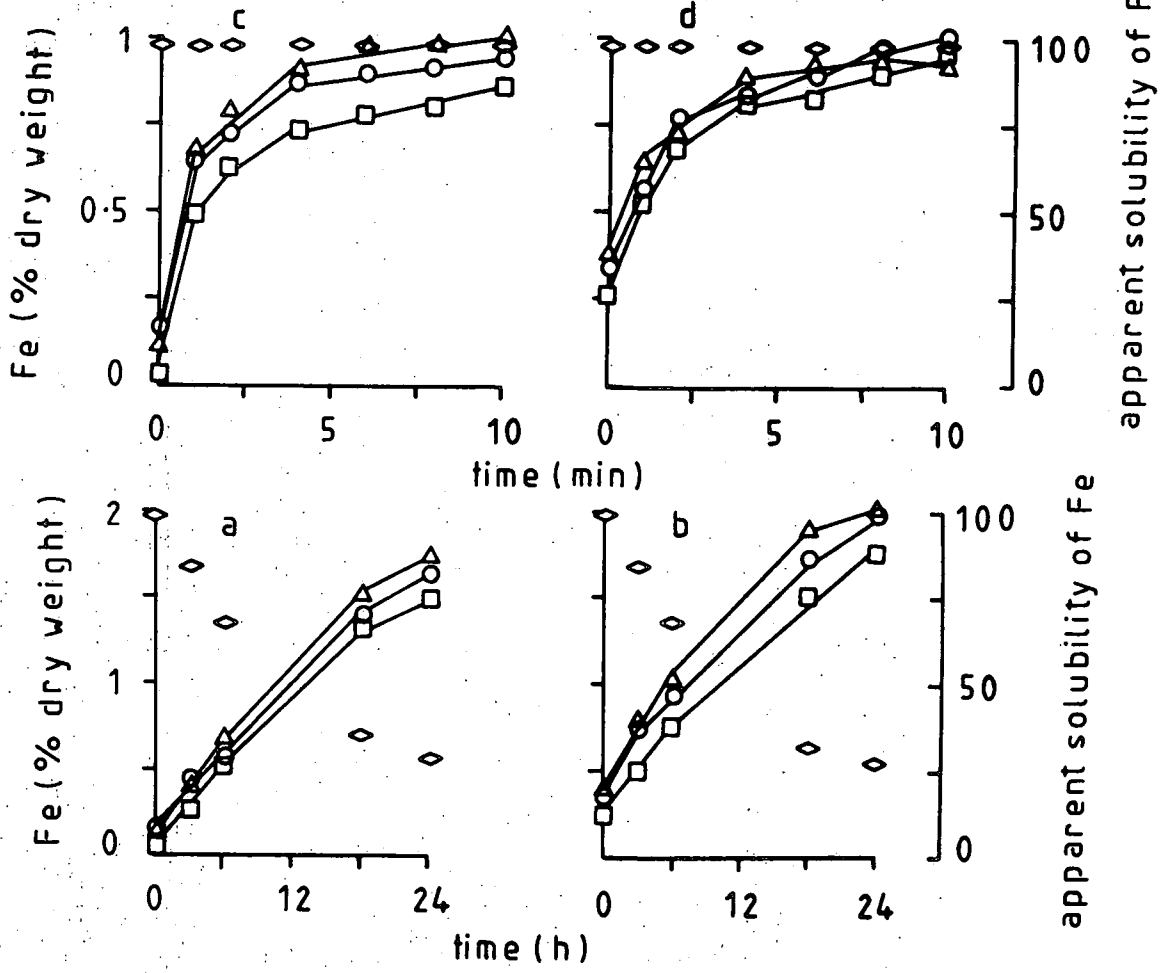 c
d
Fe (% dry weight)
1
0·5
0
100
50
0
apparent solubility of F
0
5
10
0
5
10
time (min)
a
b
Fe (% dry weight)
2
1
0
100
50
0
apparent solubility of Fe
0
12
24
0
12
24
time (h)